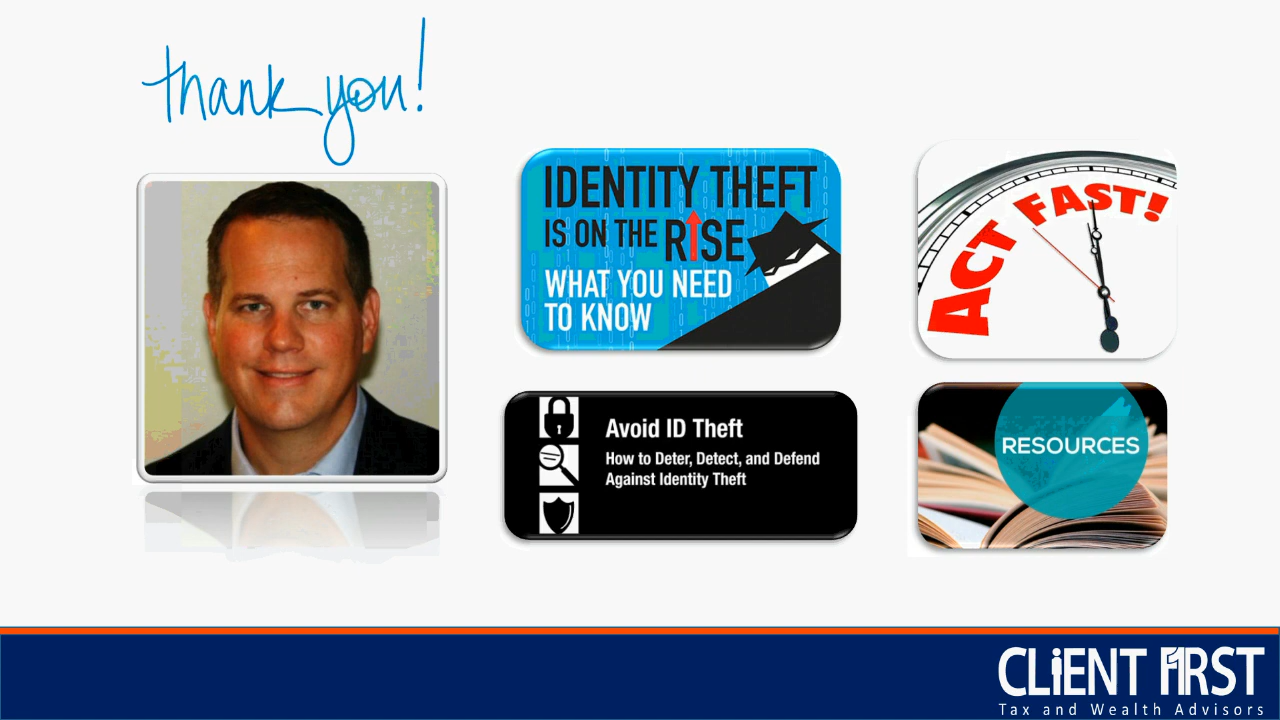 thank you!
IDENTITY THEFT
IS ON THE RISE
WHAT YOU NEED
TO KNOW
ACT FAST!
Avoid ID Theft
How to Deter, Detect, and Defend
Against Identity Theft
RESOURCES
CLiENT FIRST
Tax and Wealth Advisors